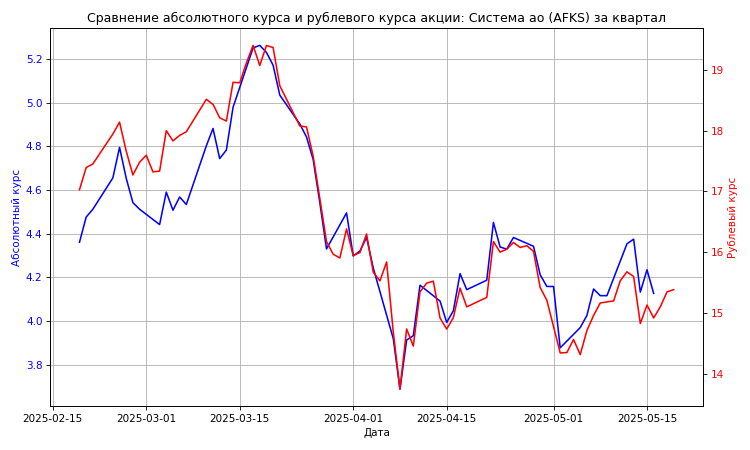 Сравнение абсолютного курса и рублевого курса акции: Система ао (AFKS) за квартал
5.2
5.0
4.8
4.6
4.4
4.2
4.0
3.8
Абсолютный курс
19
18
17
16
15
14
Рублевый курс
2025-02-15 2025-03-01 2025-03-15 2025-04-01 2025-04-15 2025-05-01 2025-05-15
Дата